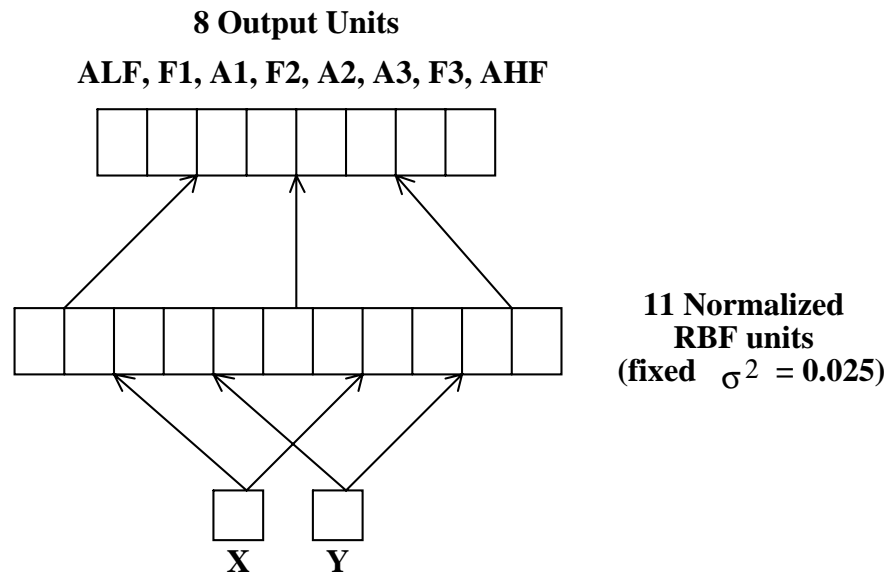 8 Output Units
ALF, F1, A1, F2, A2, A3, F3, AHF
11 Normalized
RBF units
(fixed σ² = 0.025)
X Y